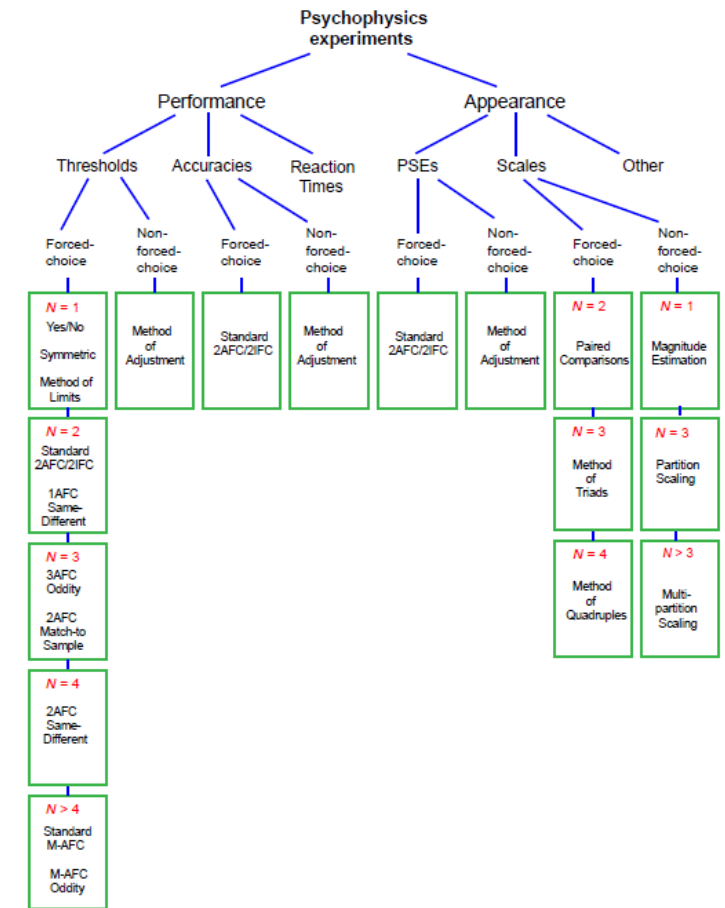 Psychophysics
experiments
Performance
Appearance
Thresholds
Accuracies
Reaction
Times
PSEs
Scales
Other
Forced-
choice
Non-
forced-
choice
Forced-
choice
Non-
forced-
choice
Forced-
choice
Non-
forced-
choice
Forced-
choice
Non-
forced-
choice
N = 1
Yes/No
Symmetric
Method of
Limits
Method
of
Adjustment
Standard
2AFC/2IFC
Method
of
Adjustment
Standard
2AFC/2IFC
Method
of
Adjustment
N = 2
Paired
Comparisons
N = 1
Magnitude
Estimation
N = 2
Standard
2AFC/2IFC
1AFC
Same-
Different
N = 3
Method
of
Triads
N = 3
Partition
Scaling
N = 3
3AFC
Oddity
2AFC
Match-to
Sample
N = 4
Method
of
Quadruples
N > 3
Multi-
partition
Scaling
N = 4
2AFC
Same-
Different
N > 4
Standard
M-AFC
M-AFC
Oddity